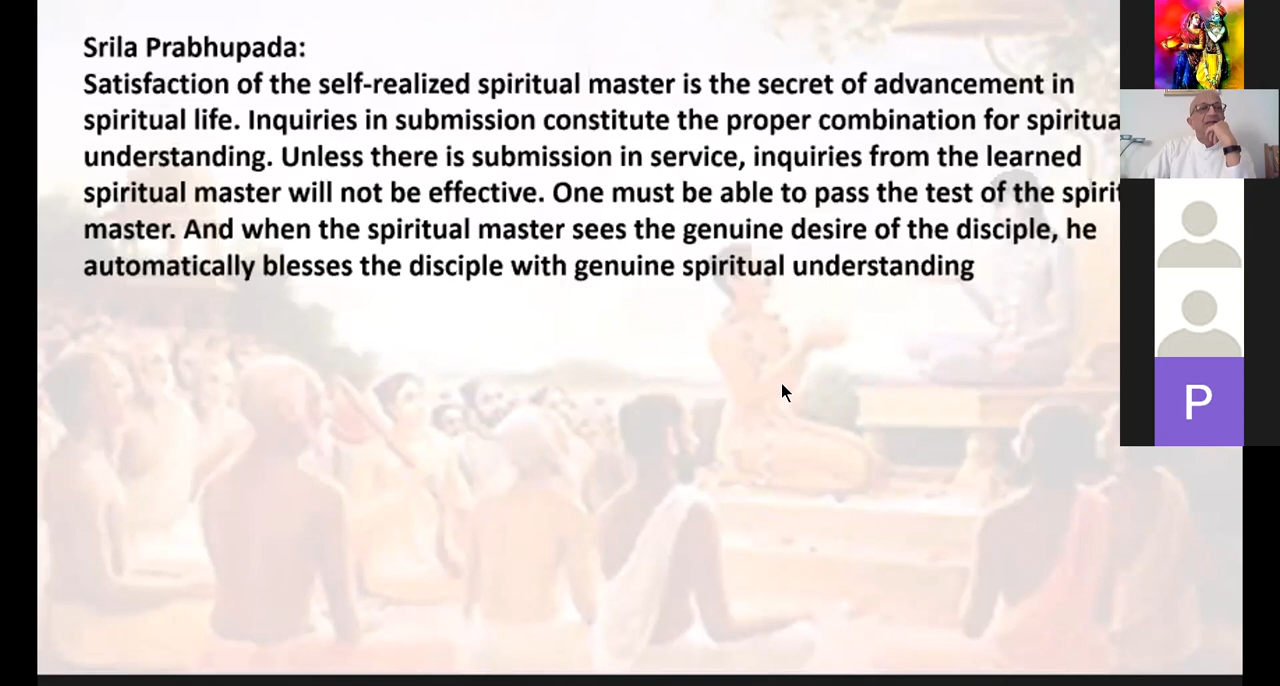 Srila Prabhupada:
Satisfaction of the self-realized spiritual master is the secret of advancement in
spiritual life. Inquiries in submission constitute the proper combination for spiritua
understanding. Unless there is submission in service, inquiries from the learned
spiritual master will not be effective. One must be able to pass the test of the spirit
master. And when the spiritual master sees the genuine desire of the disciple, he
automatically blesses the disciple with genuine spiritual understanding
P